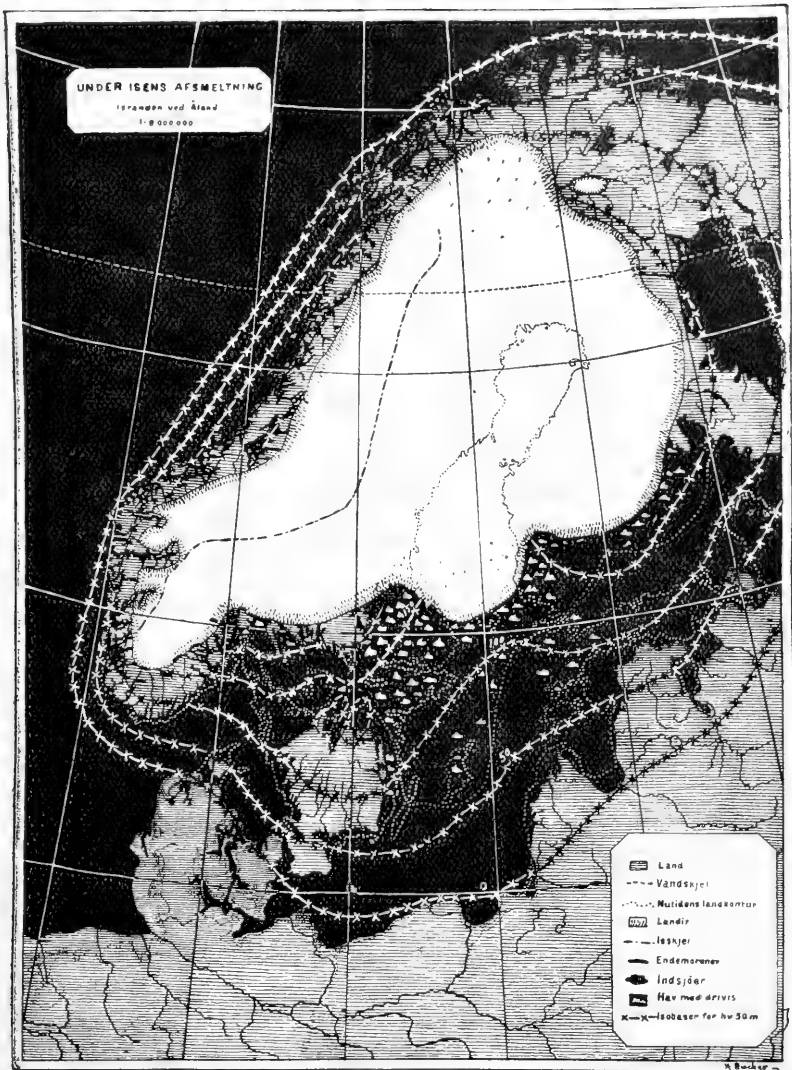 UNDER ISENS AFSMELTNING
Isranden ved Åland
1:8 000 000
Land
Vandskjel
Nutidens landkontur
Landis
Isskjel
Endemoræner
Indsjöer
Hav med drivis
Isobaser for hv 50 m